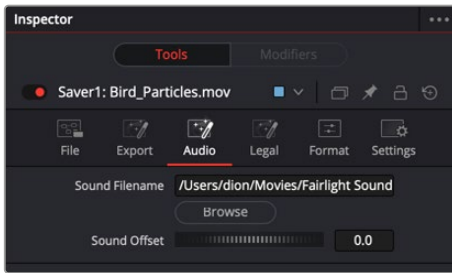 Inspector
Tools Modifiers
Saver1: Bird_Particles.mov
File Export Audio Legal Format Settings
Sound Filename /Users/dion/Movies/Fairlight Sound
Browse
Sound Offset 0.0